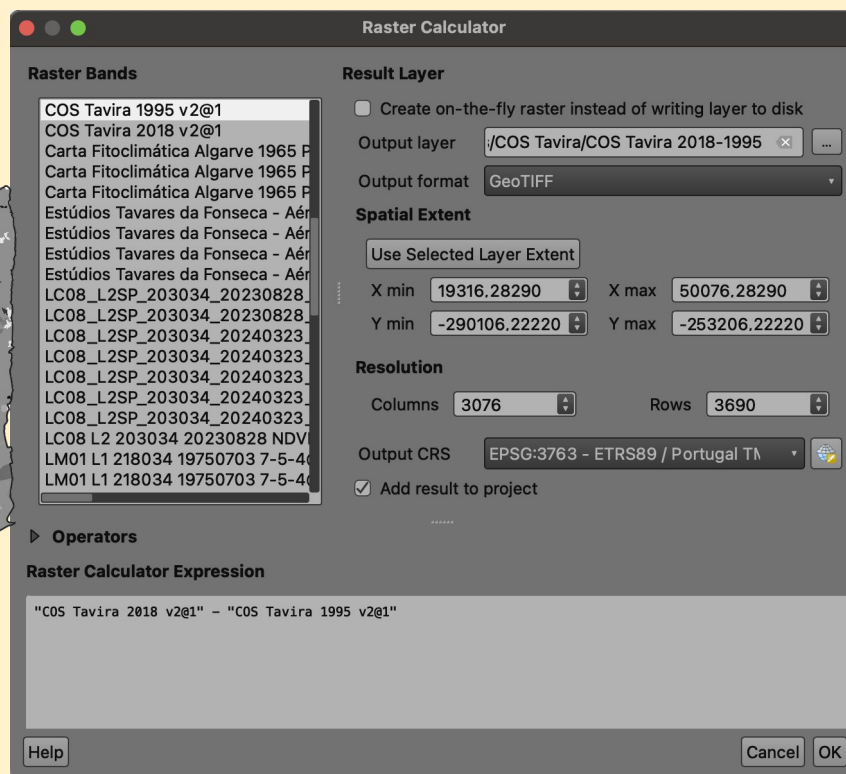 Raster Calculator
Raster Bands
COS Tavira 1995 v2@1
COS Tavira 2018 v2@1
Carta Fitoclimática Algarve 1965 P
Carta Fitoclimática Algarve 1965 P
Carta Fitoclimática Algarve 1965 P
Estúdios Tavares da Fonseca - Aér
Estúdios Tavares da Fonseca - Aér
Estúdios Tavares da Fonseca - Aér
Estúdios Tavares da Fonseca - Aér
LC08_L2SP_203034_20230828_
LC08_L2SP_203034_20230828_
LC08_L2SP_203034_20240323_
LC08_L2SP_203034_20240323_
LC08_L2SP_203034_20240323_
LC08_L2SP_203034_20240323_
LC08_L2SP_203034_20240323_
LC08 L2 203034 20230828 NDVI
LM01 L1 218034 19750703 7-5-4
LM01 L1 218034 19750703 7-5-4
Result Layer
Create on-the-fly raster instead of writing layer to disk
Output layer /COS Tavira/COS Tavira 2018-1995 ...
Output format GeoTIFF
Spatial Extent
Use Selected Layer Extent
X min 19316,28290 X max 50076,28290
Y min -290106,22220 Y max -253206,22220
Resolution
Columns 3076 Rows 3690
Output CRS EPSG:3763 - ETRS89 / Portugal TM
Add result to project
Operators
Raster Calculator Expression
"COS Tavira 2018 v2@1" - "COS Tavira 1995 v2@1"
Help Cancel OK